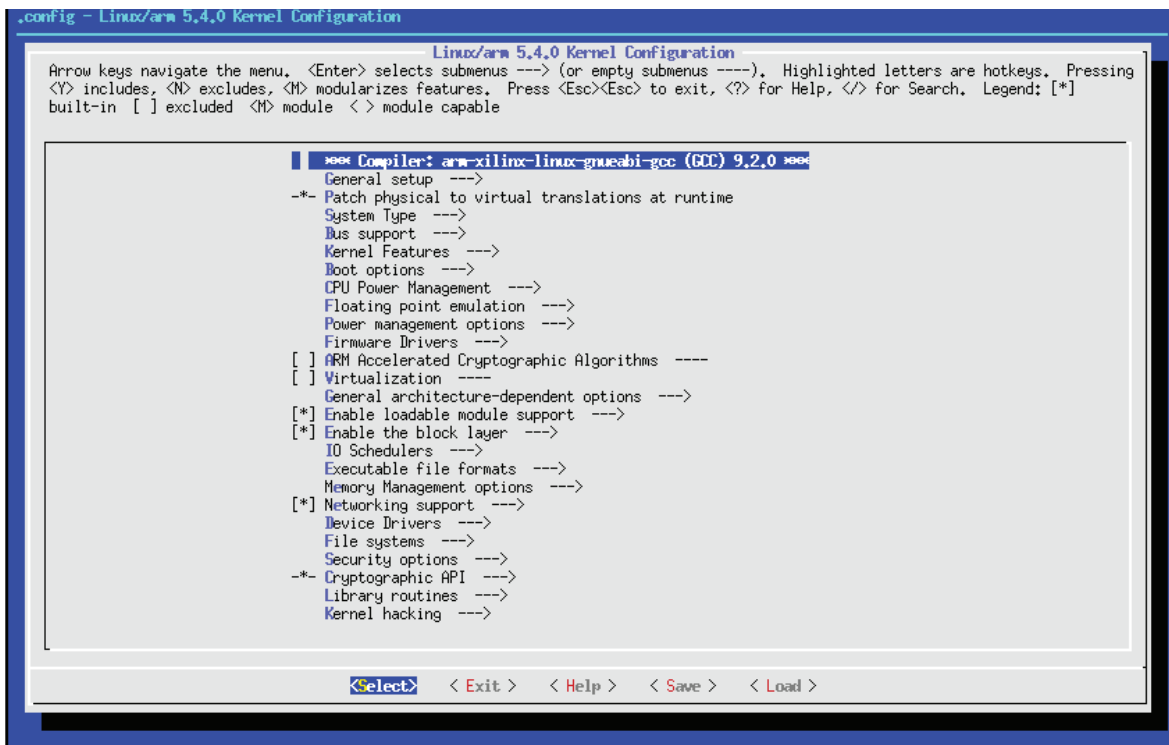 .config - Linux/arm 5.4.0 Kernel Configuration
Linux/arm 5.4.0 Kernel Configuration
Arrow keys navigate the menu.  <Enter> selects submenus ---> (or empty submenus ----).  Highlighted letters are hotkeys.  Pressing
<Y> includes, <N> excludes, <M> modularizes features.  Press <Esc><Esc> to exit, <?> for Help, </> for Search.  Legend: [*]
built-in  [ ] excluded  <M> module  < > module capable
*** Compiler: arm-xilinx-linux-gnueabi-gcc (GCC) 9.2.0 ***
General setup  --->
-*- Patch physical to virtual translations at runtime
System Type  --->
Bus support  --->
Kernel Features  --->
Boot options  --->
CPU Power Management  --->
Floating point emulation  --->
Power management options  --->
Firmware Drivers  --->
[ ] ARM Accelerated Cryptographic Algorithms  ----
[ ] Virtualization  ----
General architecture-dependent options  --->
[*] Enable loadable module support  --->
[*] Enable the block layer  --->
IO Schedulers  --->
Executable file formats  --->
Memory Management options  --->
[*] Networking support  --->
Device Drivers  --->
File systems  --->
Security options  --->
-*- Cryptographic API  --->
Library routines  --->
Kernel hacking  --->
<Select>    < Exit >    < Help >    < Save >    < Load >